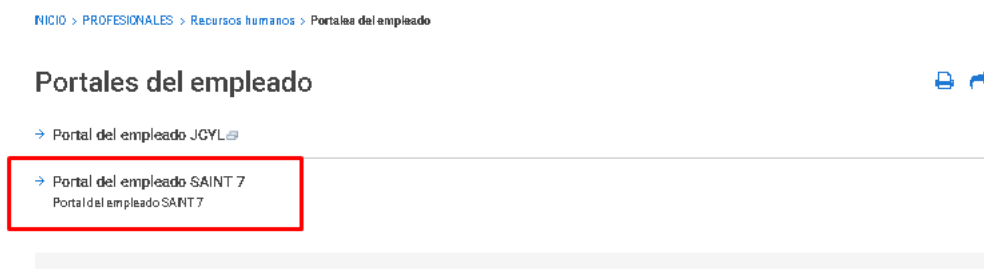 INICIO > PROFESIONALES > Recursos humanos > Portales del empleado
Portales del empleado
→ Portal del empleado JCYL
→ Portal del empleado SAINT 7
Portal del empleado SAINT 7